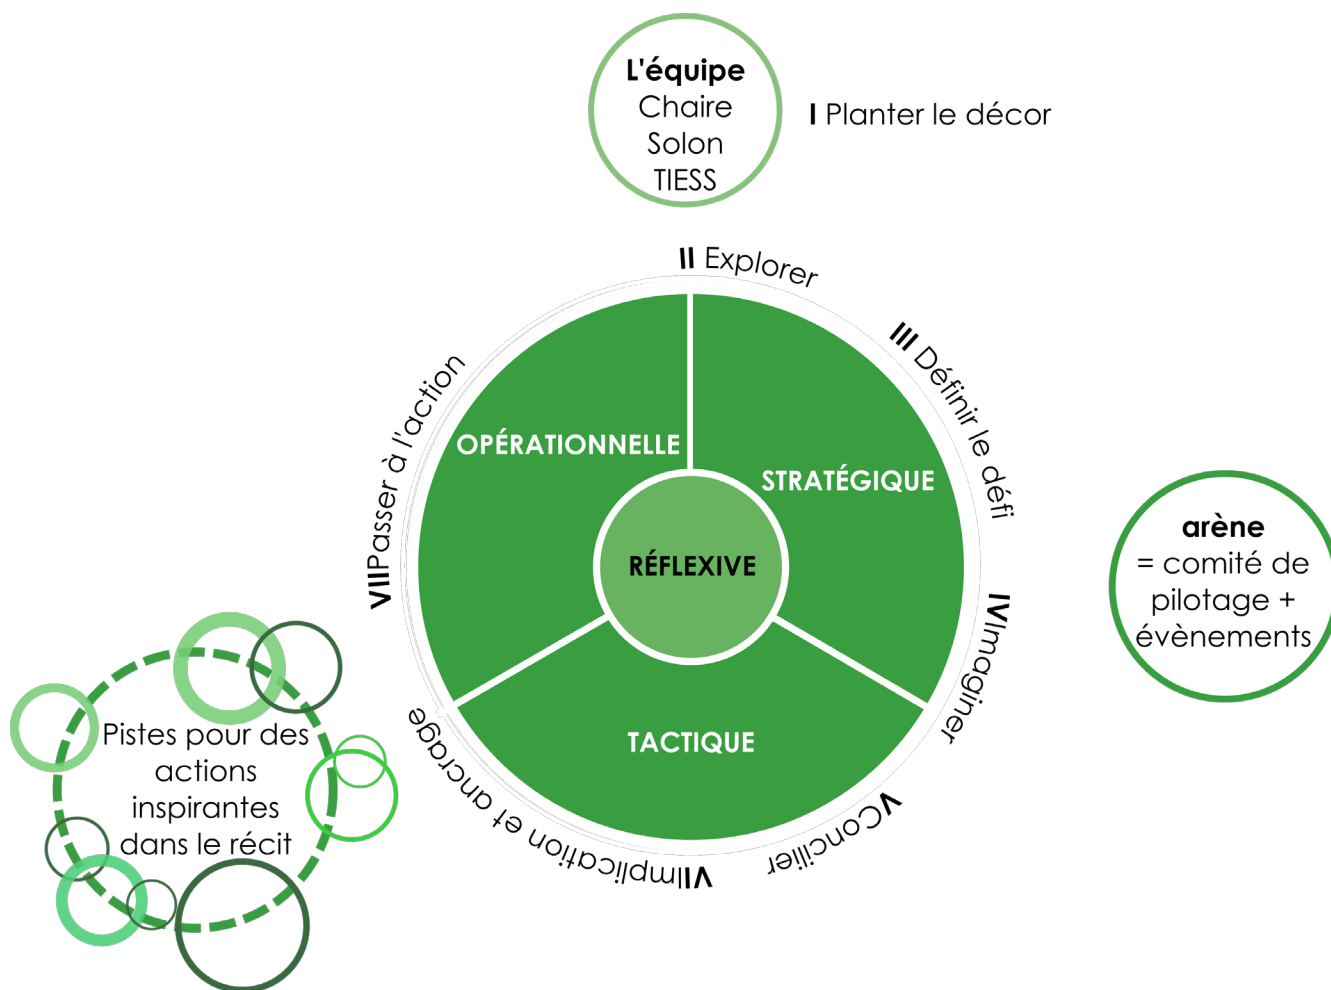 L'équipe
Chaire
Solon
TIESS
I Planter le décor
II Explorer
III Définir le défi
IVImaginer
VConcilier
VIImplication et ancrage
VIIPasser à l'action
OPÉRATIONNELLE
STRATÉGIQUE
RÉFLEXIVE
TACTIQUE
arène
= comité de
pilotage +
évènements
Pistes pour des
actions
inspirantes
dans le récit